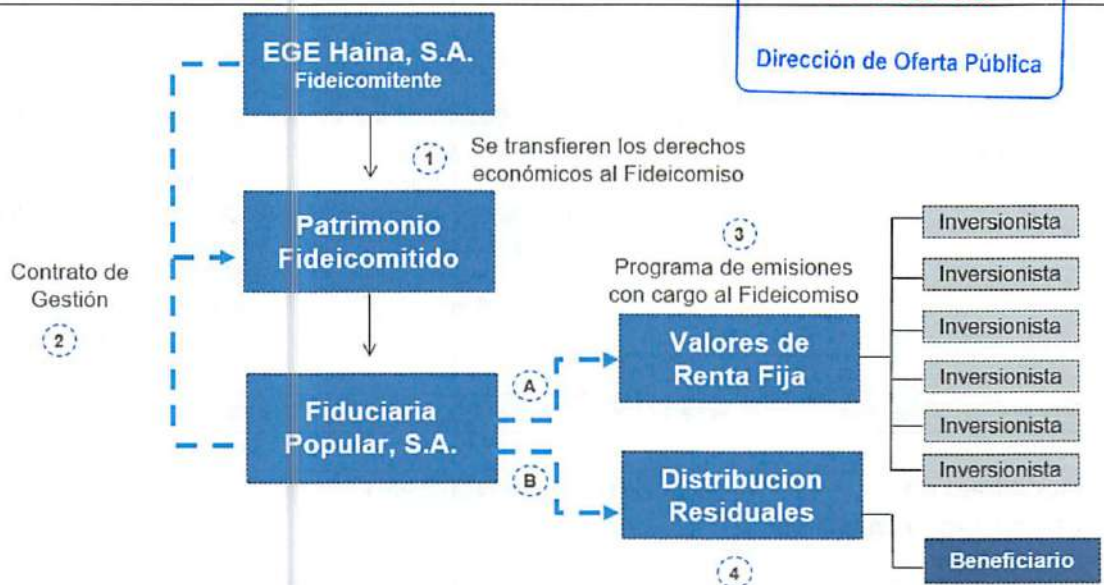 Dirección de Oferta Pública
EGE Haina, S.A.
Fideicomitente
1
Se transfieren los derechos
económicos al Fideicomiso
Patrimonio
Fideicomitido
Contrato de
Gestión
2
3
Programa de emisiones
con cargo al Fideicomiso
Fiduciaria
Popular, S.A.
A
B
Valores de
Renta Fija
Distribucion
Residuales
4
Inversionista
Inversionista
Inversionista
Inversionista
Inversionista
Inversionista
Beneficiario